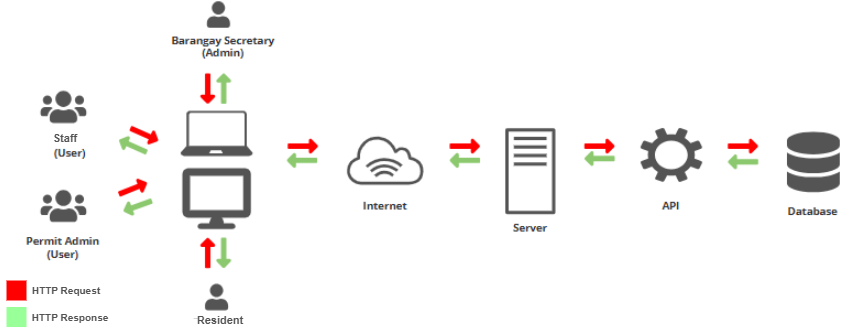 Barangay Secretary
(Admin)
Staff
(User)
Internet
API
Database
Server
Permit Admin
(User)
HTTP Request
HTTP Response
Resident